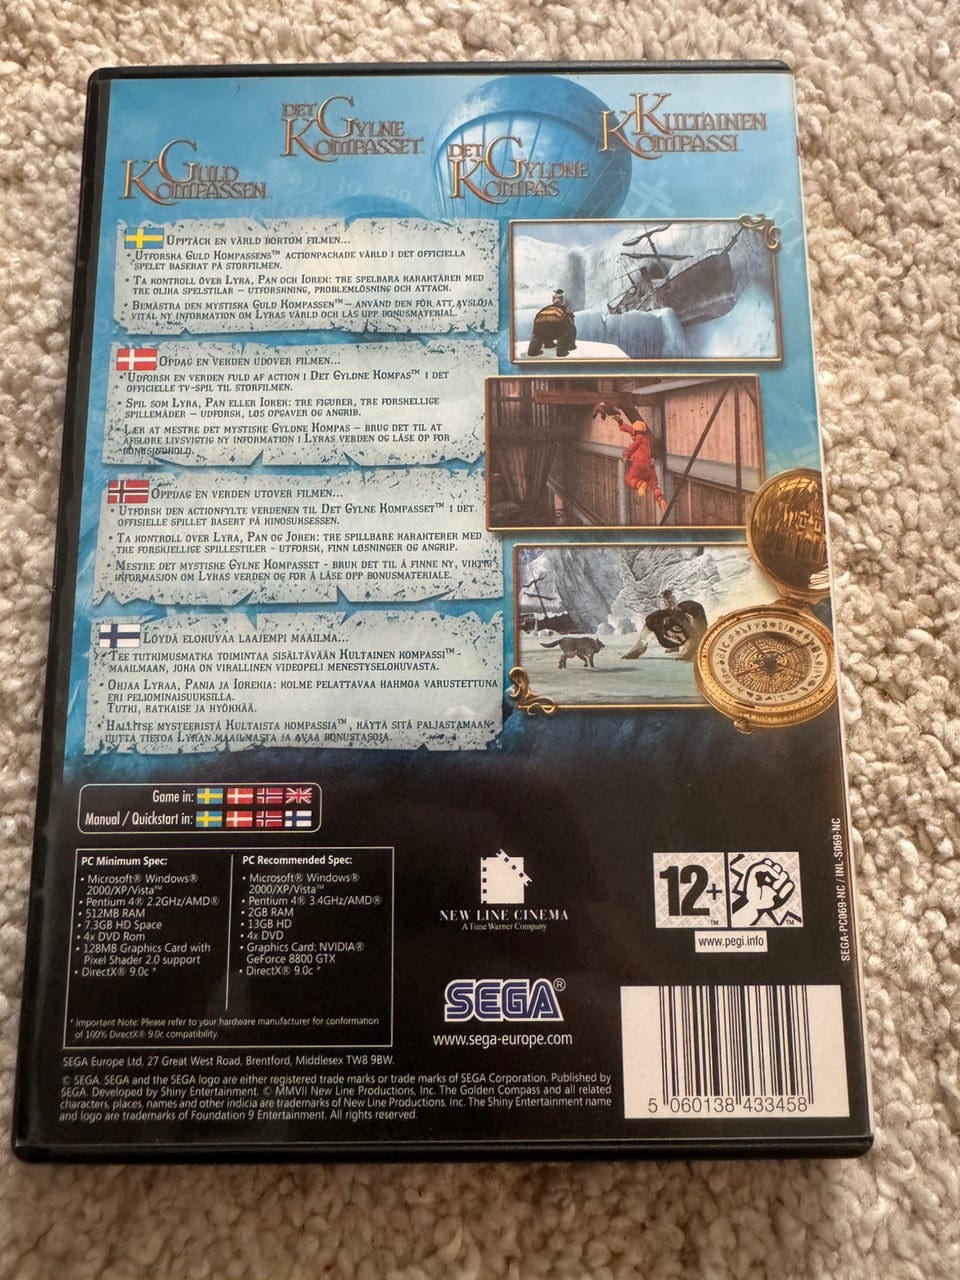 DET GYLNE
KOMPASSET
KULTAINEN
KOMPASSI
GULD
KOMPASSEN
DET GYLDNE
KOMPAS
UPPTÄCK EN VÄRLD BORTOM FILMEN...
• UTFORSKA GULD KOMPASSENS™ ACTIONPACKADE VÄRLD I DET OFFICIELLA
SPELET BASERAT PÅ STORFILMEN.
• TA KONTROLL ÖVER LYRA, PAN OCH IOREK: TRE SPELBARA KARAKTÄRER MED
TRE OLIKA SPELSTILAR – UTFORSKNING, PROBLEMLÖSNING OCH ATTACK.
• BEMÄSTRA DEN MYSTISKA GULD KOMPASSEN™ – ANVÄND DEN FÖR ATT AVSLÖJA
VITAL NY INFORMATION OM LYRAS VÄRLD OCH LÅS UPP BONUSMATERIAL.
OPDAG EN VERDEN UDOVER FILMEN...
• UDFORSK EN VERDEN FULD AF ACTION I DET GYLDNE KOMPAS™ I DET
OFFICIELLE TV-SPIL TIL STORFILMEN.
• SPIL SOM LYRA, PAN ELLER IOREK: TRE FIGURER, TRE FORSKELLIGE
SPILLEMÅDER – UDFORSK, LØS OPGAVER OG ANGRIB.
• LÆR AT MESTRE DET MYSTISKE GYLDNE KOMPAS – BRUG DET TIL AT
AFSLØRE LIVSVIGTIG NY INFORMATION I LYRAS VERDEN OG LÅSE OP FOR
BONUSINDHOLD.
OPPDAG EN VERDEN UTOVER FILMEN...
• UTFORSK DEN ACTIONFYLTE VERDENEN TIL DET GYLNE KOMPASSET™ I DET
OFFISIELLE SPILLET BASERT PÅ KINOSUKSESSEN.
• TA KONTROLL OVER LYRA, PAN OG JOREK: TRE SPILLBARE KARAKTERER MED
TRE FORSKJELLIGE SPILLESTILER - UTFORSK, FINN LØSNINGER OG ANGRIP.
• MESTRE DET MYSTISKE GYLNE KOMPASSET - BRUK DET TIL Å FINNE NY, VIKTIG
INFORMASJON OM LYRAS VERDEN OG FOR Å LÅSE OPP BONUSMATERIALE.
LÖYDÄ ELOKUVAA LAAJEMPI MAAILMA...
• TEE TUTKIMUSMATKA TOIMINTAA SISÄLTÄVÄÄN KULTAINEN KOMPASSI™-
MAAILMAAN, JOKA ON VIRALLINEN VIDEOPELI MENESTYSELOKUVASTA.
• OHJAA LYRAA, PANIA JA IOREKIA: KOLME PELATTAVAA HAHMOA VARUSTETTUNA
ERI PELIOMINAISUUKSILLA.
TUTKI, RATKAISE JA HYÖKKÄÄ.
• HALLITSE MYSTEERISTÄ KULTAISTA KOMPASSIA™, KÄYTÄ SITÄ PALJASTAMAAN
UUTTA TIETOA LYRAN MAAILMASTA JA AVAA BONUSTASOJA.
Game in:
Manual / Quickstart in:
PC Minimum Spec:
• Microsoft® Windows®
2000/XP/Vista™
• Pentium 4® 2.2GHz/AMD®
• 512MB RAM
• 7.3GB HD Space
• 4x DVD Rom
• 128MB Graphics Card with
Pixel Shader 2.0 support
• DirectX® 9.0c *
PC Recommended Spec:
• Microsoft® Windows®
2000/XP/Vista™
• Pentium 4® 3.4GHz/AMD®
• 2GB RAM
• 13GB HD
• 4x DVD
• Graphics Card: NVIDIA®
GeForce 8800 GTX
• DirectX® 9.0c *
* Important Note: Please refer to your hardware manufacturer for conformation
of 100% DirectX® 9.0c compatibility.
NEW LINE CINEMA
A Time Warner Company
12+™
™
www.pegi.info
SEGA-PC069-NC / INL-S069-NC
SEGA®
www.sega-europe.com
SEGA Europe Ltd, 27 Great West Road, Brentford, Middlesex TW8 9BW.
© SEGA. SEGA and the SEGA logo are either registered trade marks or trade marks of SEGA Corporation. Published by
SEGA. Developed by Shiny Entertainment. © MMVII New Line Productions, Inc. The Golden Compass and all related
characters, places, names and other indicia are trademarks of New Line Productions, Inc. The Shiny Entertainment name
and logo are trademarks of Foundation 9 Entertainment. All rights reserved.
5 060138 433458